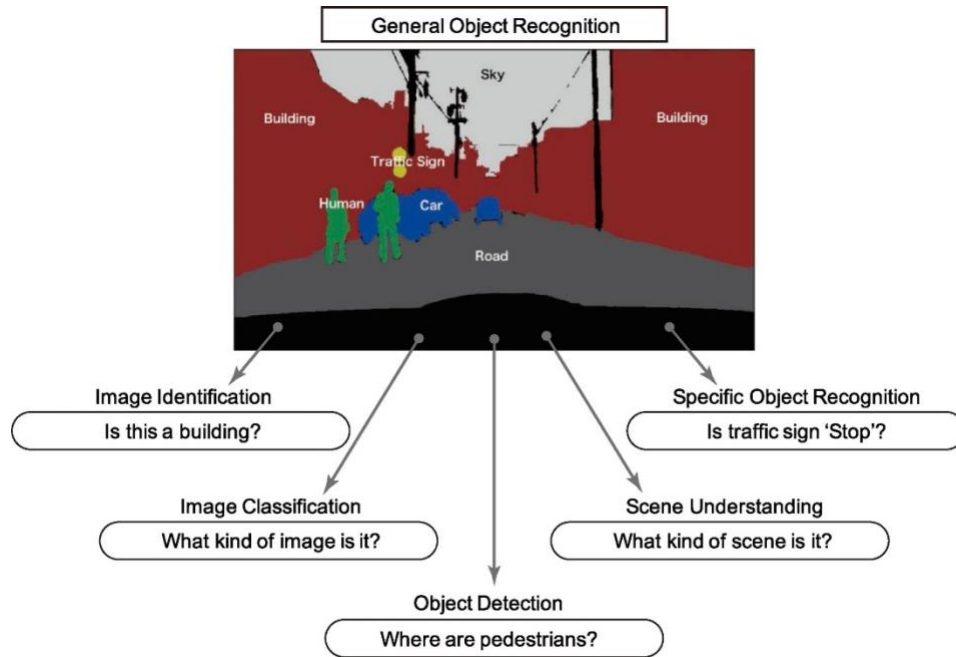 General Object Recognition
Sky
Building
Building
Traffic Sign
Human
Car
Road
Image Identification
Is this a building?
Specific Object Recognition
Is traffic sign ‘Stop’?
Image Classification
What kind of image is it?
Scene Understanding
What kind of scene is it?
Object Detection
Where are pedestrians?